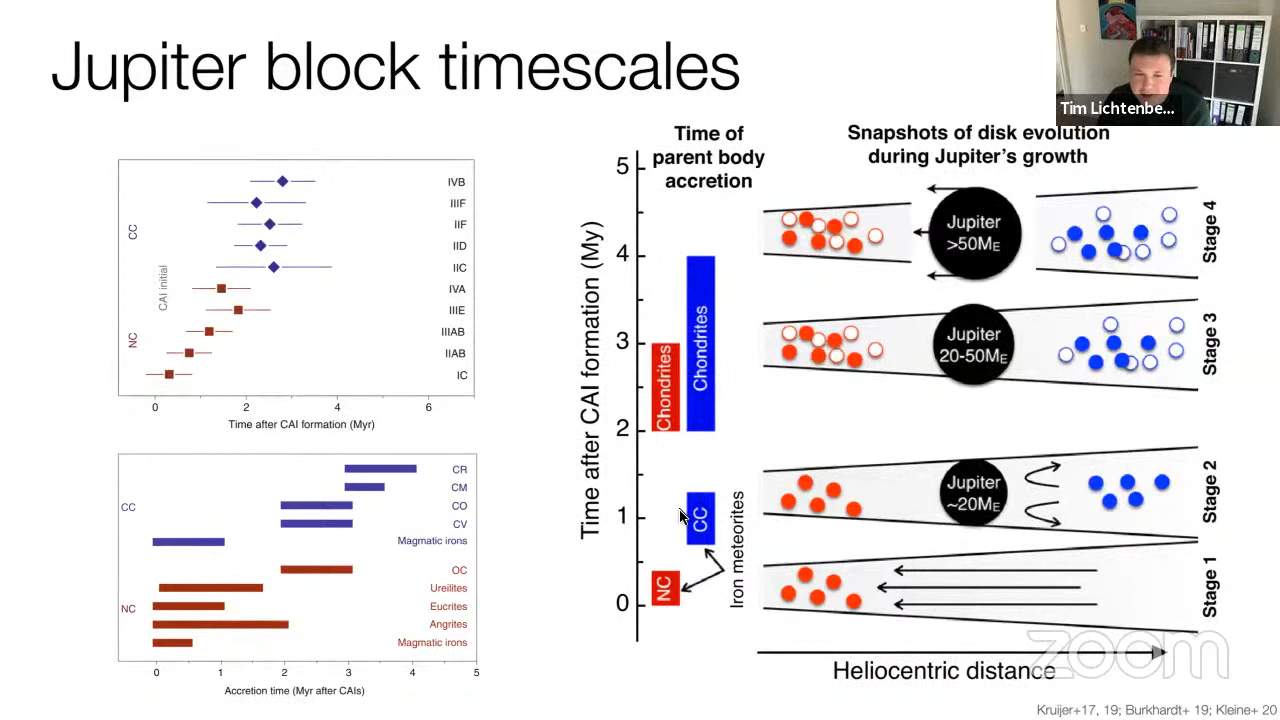 Jupiter block timescales
Tim Lichtenbe...
CC
NC
CAI initial
IVB
IIIF
IIF
IID
IIC
IVA
IIIE
IIIAB
IIAB
IC
0 2 4 6
Time after CAI formation (Myr)
CC
NC
CR
CM
CO
CV
Magmatic irons
OC
Ureilites
Eucrites
Angrites
Magmatic irons
0 1 2 3 4 5
Accretion time (Myr after CAIs)
Time of
parent body
accretion
Time after CAI formation (My)
5
4
3
2
1
0
Chondrites
Chondrites
CC
NC
Iron meteorites
Snapshots of disk evolution
during Jupiter's growth
Jupiter
>50ME
Stage 4
Jupiter
20-50ME
Stage 3
Jupiter
~20ME
Stage 2
Stage 1
Heliocentric distance
zoom
Kruijer+17, 19; Burkhardt+ 19; Kleine+ 20